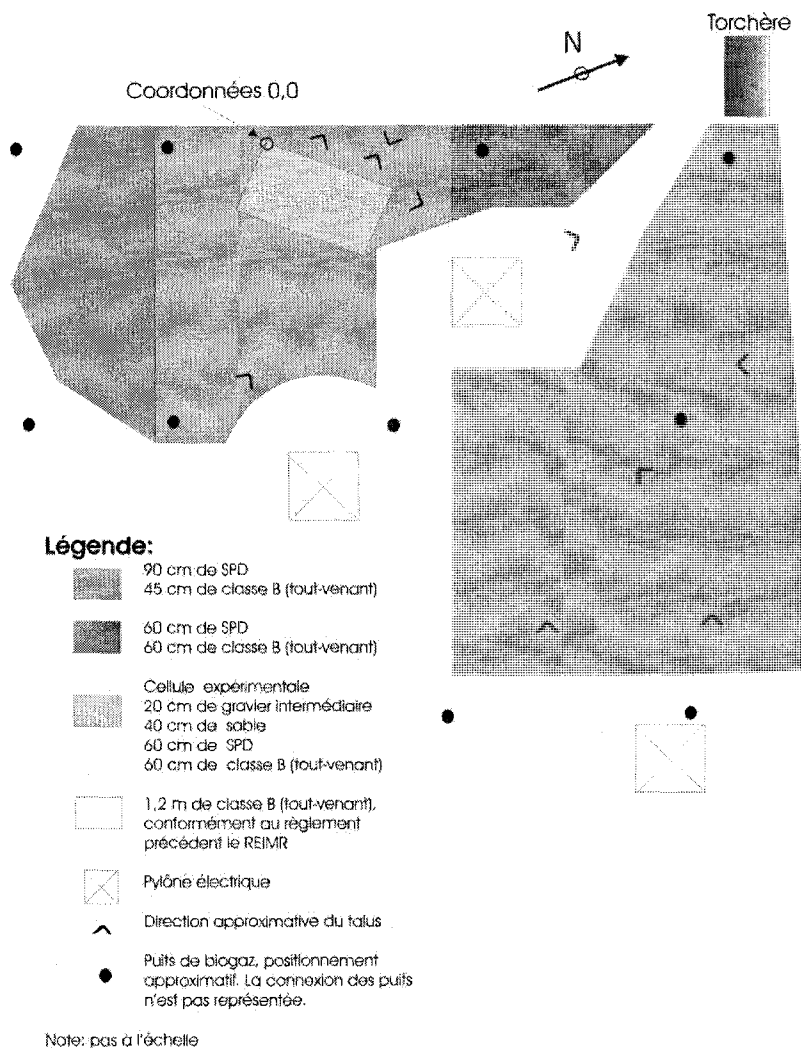 Torchère
N
Coordonnées 0,0
Légende:
90 cm de SPD
45 cm de classe B (tout-venant)
60 cm de SPD
60 cm de classe B (tout-venant)
Cellule expérimentale
20 cm de gravier intermédiaire
40 cm de sable
60 cm de SPD
60 cm de classe B (tout-venant)
1,2 m de classe B (tout-venant),
conformément au règlement
précédent le REIMR
Pylône électrique
Direction approximative du talus
Puits de biogaz, positionnement
approximatif. La connexion des puits
n'est pas représentée.
Note: pas à l'échelle